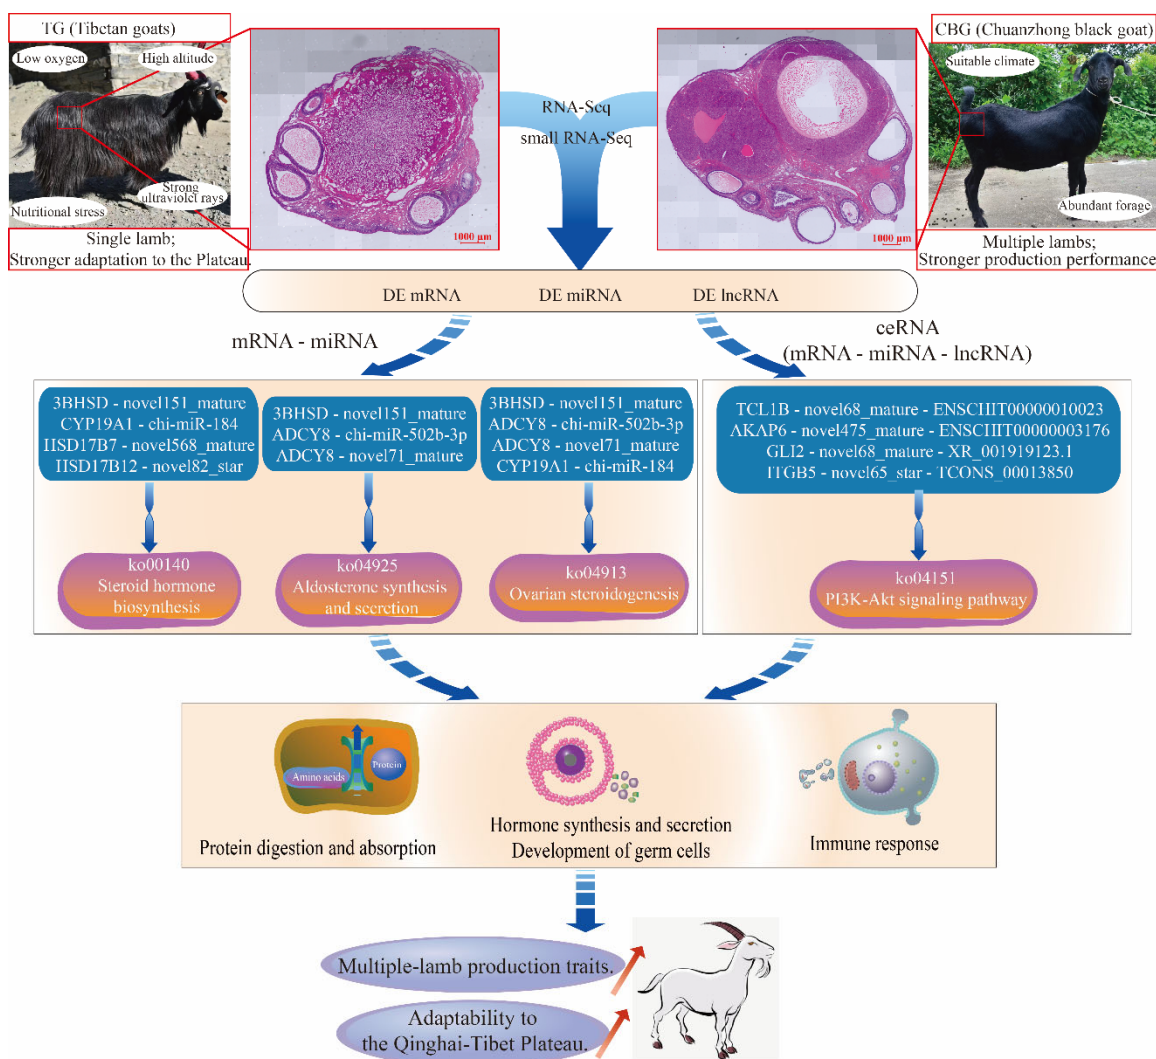 TG (Tibetan goats)
Low oxygen
High altitude
Strong
ultraviolet rays
Nutritional stress
Single lamb;
Stronger adaptation to the Plateau.
1000 μm
RNA-Seq
small RNA-Seq
1000 μm
CBG (Chuanzhong black goat)
Suitable climate
Abundant forage
Multiple lambs;
Stronger production performance
DE mRNA
DE miRNA
DE lncRNA
mRNA - miRNA
ceRNA
(mRNA - miRNA - lncRNA)
3BHSD - novel151_mature
CYP19A1 - chi-miR-184
HSD17B7 - novel568_mature
HSD17B12 - novel82_star
3BHSD - novel151_mature
ADCY8 - chi-miR-502b-3p
ADCY8 - novel71_mature
3BHSD - novel151_mature
ADCY8 - chi-miR-502b-3p
ADCY8 - novel71_mature
CYP19A1 - chi-miR-184
TCL1B - novel68_mature - ENSCHIT00000010023
AKAP6 - novel475_mature - ENSCHIT00000003176
GLI2 - novel68_mature - XR_001919123.1
ITGB5 - novel65_star - TCONS_00013850
ko00140
Steroid hormone
biosynthesis
ko04925
Aldosterone synthesis
and secretion
ko04913
Ovarian steroidogenesis
ko04151
PI3K-Akt signaling pathway
Amino acids
Protein
Protein digestion and absorption
Hormone synthesis and secretion
Development of germ cells
Immune response
Multiple-lamb production traits.
Adaptability to
the Qinghai-Tibet Plateau.